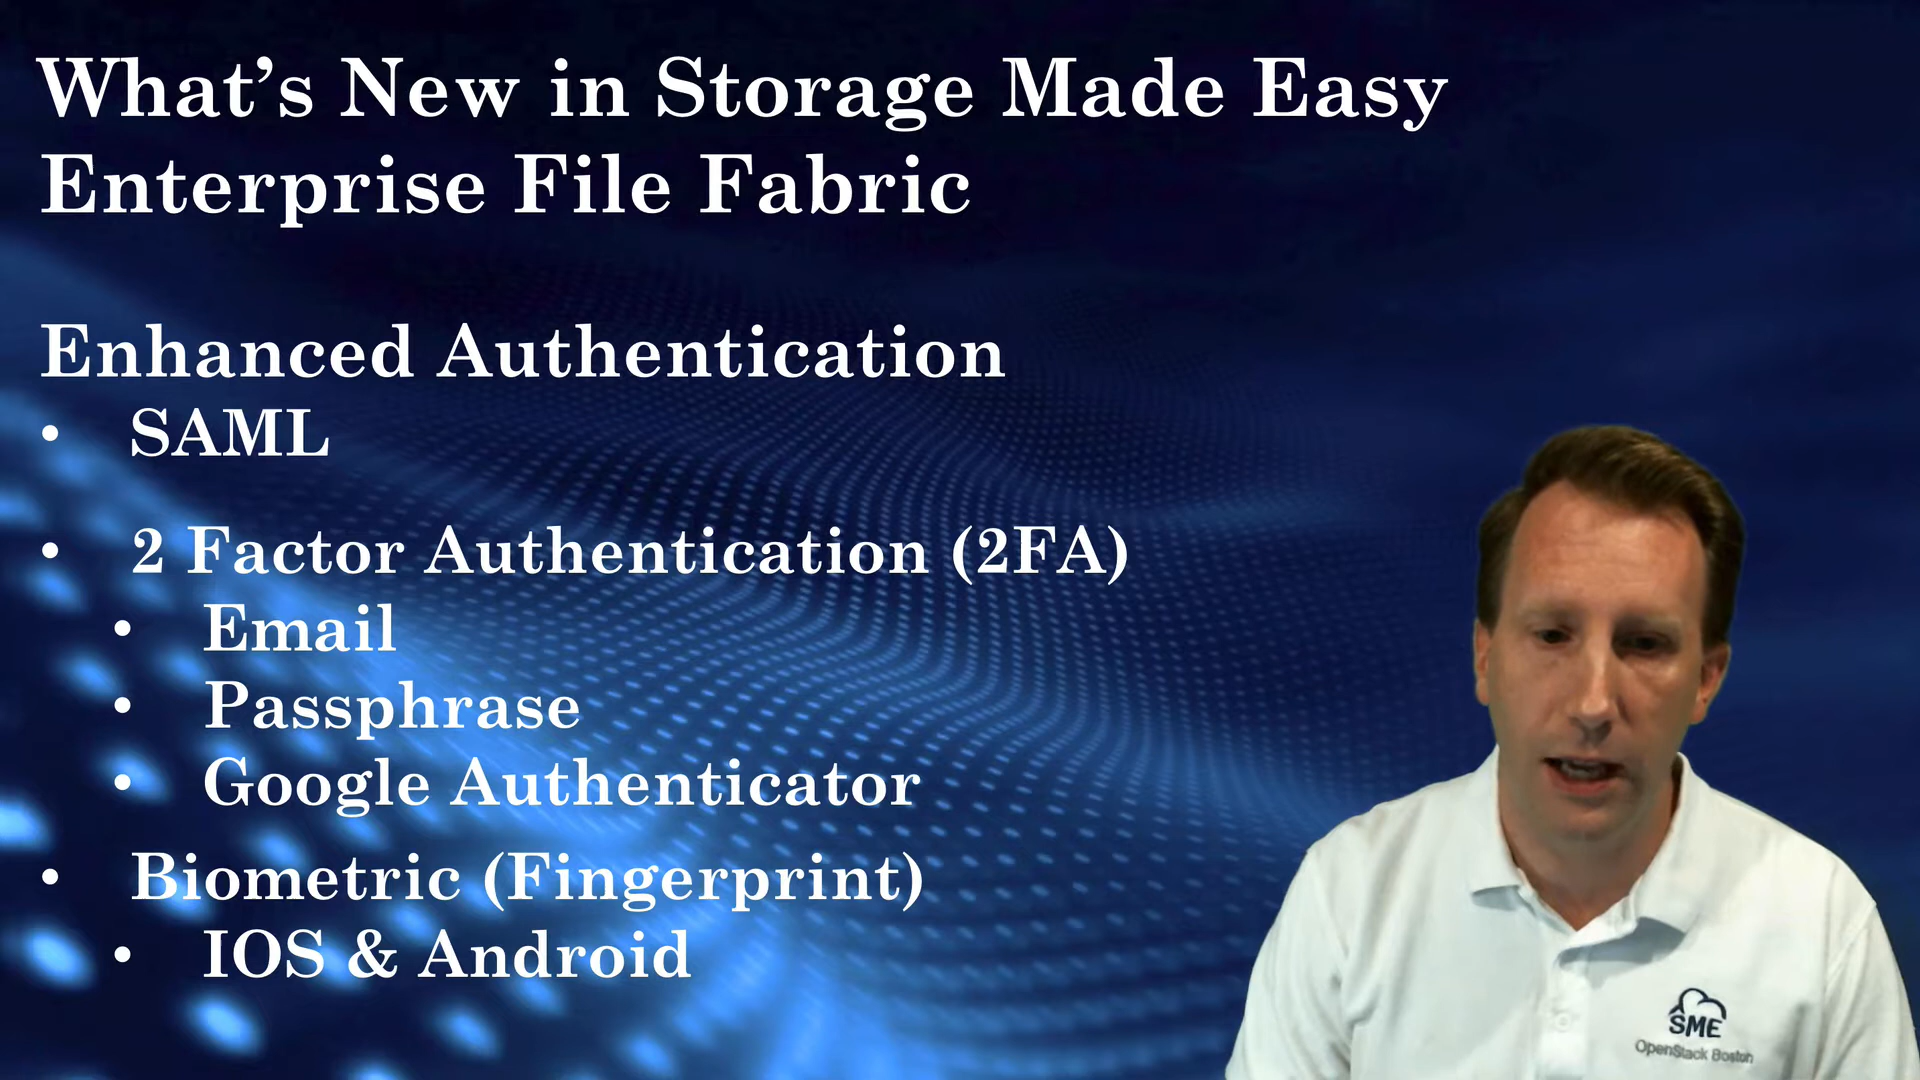 What’s New in Storage Made Easy
Enterprise File Fabric
Enhanced Authentication
• SAML
• 2 Factor Authentication (2FA)
• Email
• Passphrase
• Google Authenticator
• Biometric (Fingerprint)
• IOS & Android
SME
OpenStack Boston